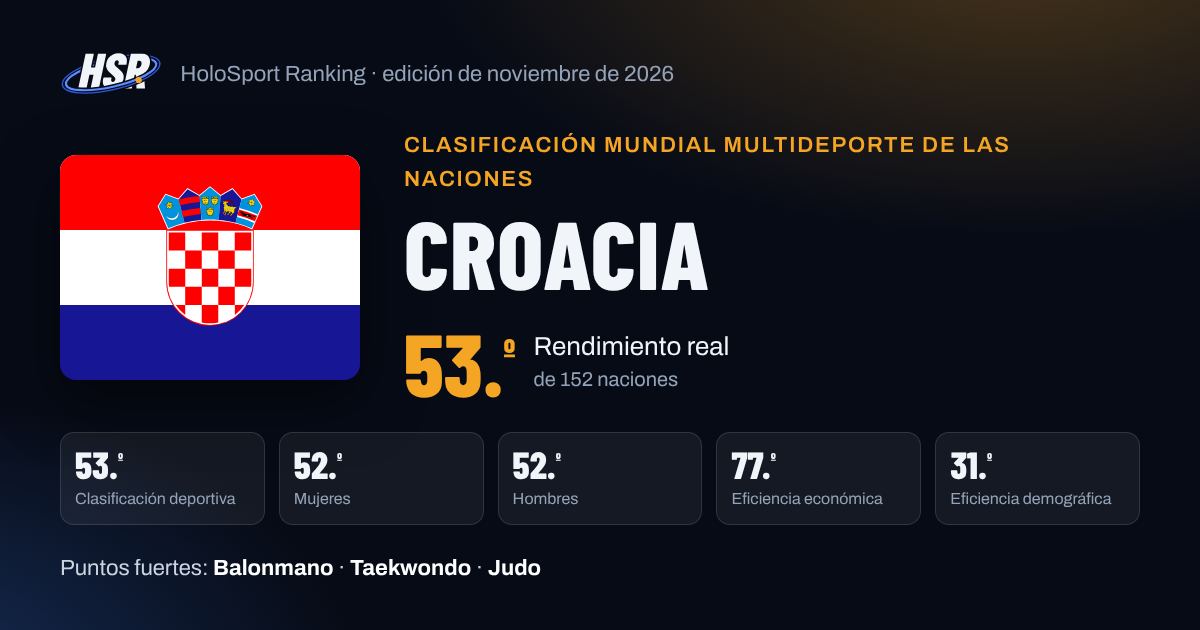 HSR
HoloSport Ranking · edición de noviembre de 2026
CLASIFICACIÓN MUNDIAL MULTIDEPORTE DE LAS
NACIONES
CROACIA
53.º
Rendimiento real
de 152 naciones
53.º
Clasificación deportiva
52.º
Mujeres
52.º
Hombres
77.º
Eficiencia económica
31.º
Eficiencia demográfica
Puntos fuertes: Balonmano · Taekwondo · Judo